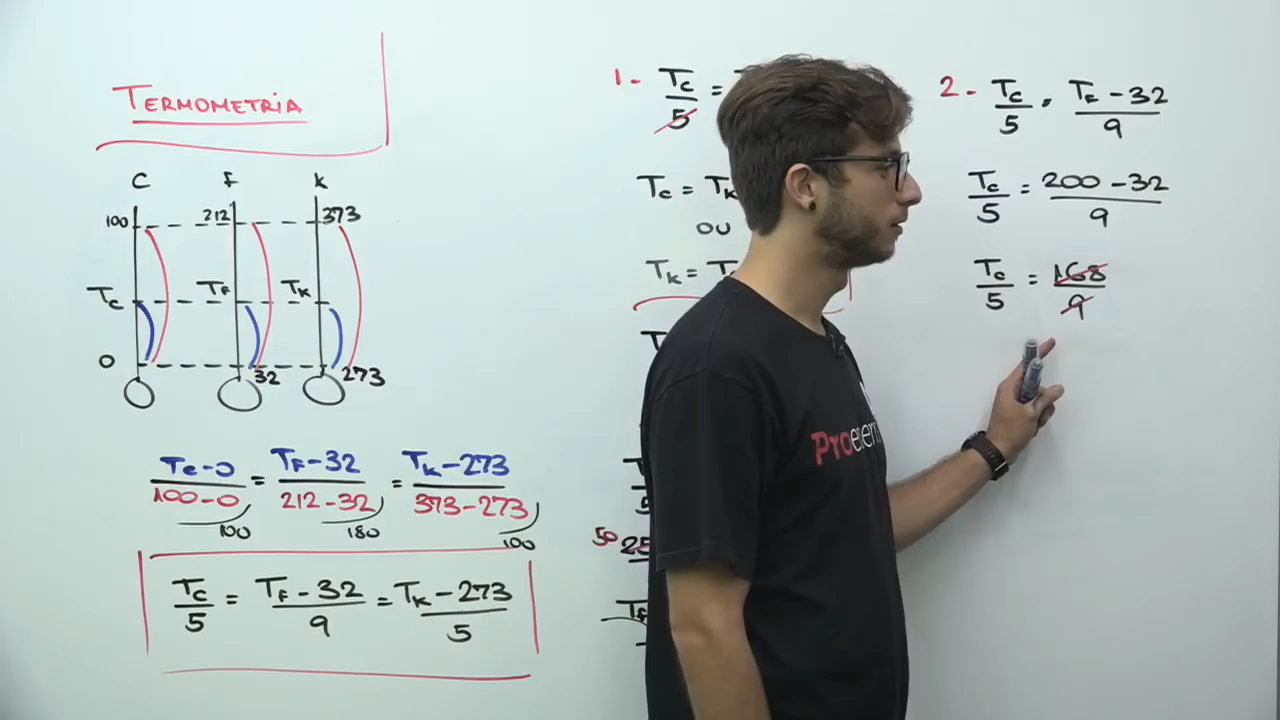 TERMOMETRIA
C F K
100 212 373
Tc TF TK
0 32 273
Tc-0 / 100-0 = TF-32 / 212-32 = TK-273 / 373-273
100 180 100
Tc / 5 = TF-32 / 9 = TK-273 / 5
1- Tc / 5 =
Tc = TK
OU
TK = T
50 25
TF
Proenem
2- Tc / 5 = TF-32 / 9
Tc / 5 = 200-32 / 9
Tc / 5 = 168 / 9